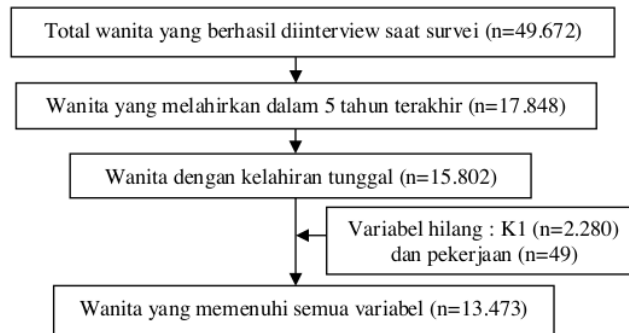 Total wanita yang berhasil diinterview saat survei (n=49.672)
Wanita yang melahirkan dalam 5 tahun terakhir (n=17.848)
Wanita dengan kelahiran tunggal (n=15.802)
Variabel hilang : K1 (n=2.280)
dan pekerjaan (n=49)
Wanita yang memenuhi semua variabel (n=13.473)